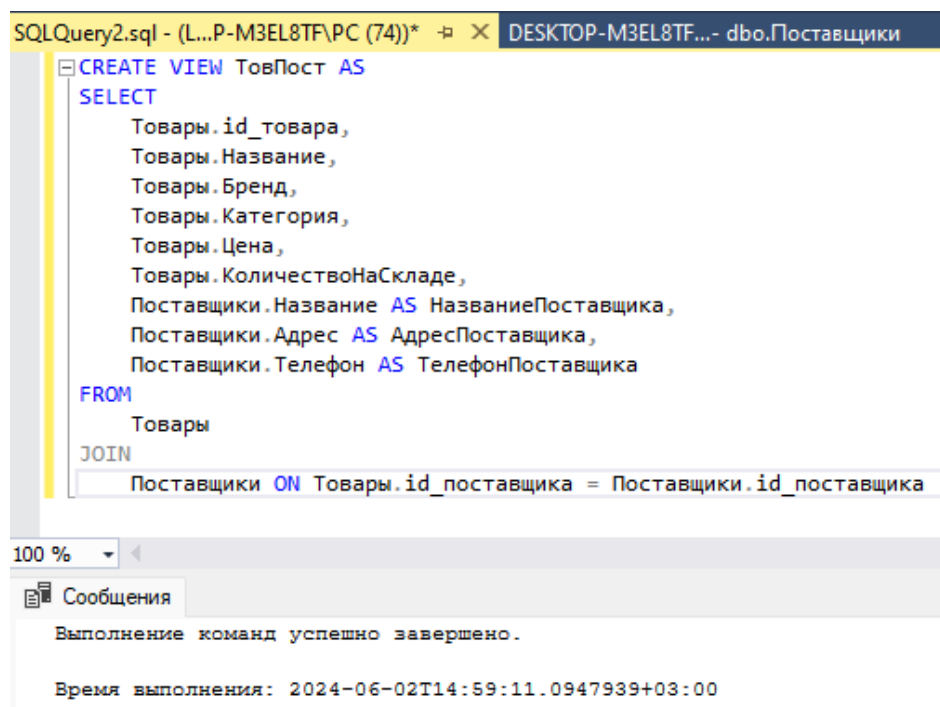 SQLQuery2.sql - (L...P-M3EL8TF\PC (74))* DESKTOP-M3EL8TF...- dbo.Поставщики
CREATE VIEW ТовПост AS
SELECT
Товары.id_товара,
Товары.Название,
Товары.Бренд,
Товары.Категория,
Товары.Цена,
Товары.КоличествоНаСкладе,
Поставщики.Название AS НазваниеПоставщика,
Поставщики.Адрес AS АдресПоставщика,
Поставщики.Телефон AS ТелефонПоставщика
FROM
Товары
JOIN
Поставщики ON Товары.id_поставщика = Поставщики.id_поставщика
100 %
Сообщения
Выполнение команд успешно завершено.
Время выполнения: 2024-06-02T14:59:11.0947939+03:00